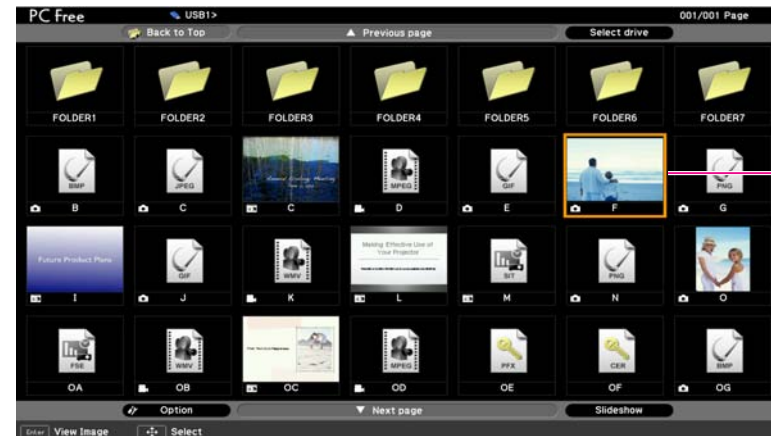 PC Free USB1> 001/001 Page
Back to Top ▲ Previous page Select drive
FOLDER1 FOLDER2 FOLDER3 FOLDER4 FOLDER5 FOLDER6 FOLDER7
BMP JPEG MPEG GIF PNG
B C C D E F G
Future Product Plans GIF WMV Making Effective Use of
Your Projector SIT PNG
I J K L M N O
FSE WMV MPEG PFX CER BMP
OA OB OC OD OE OF OG
Option ▼ Next page Slideshow
Enter View Image Select